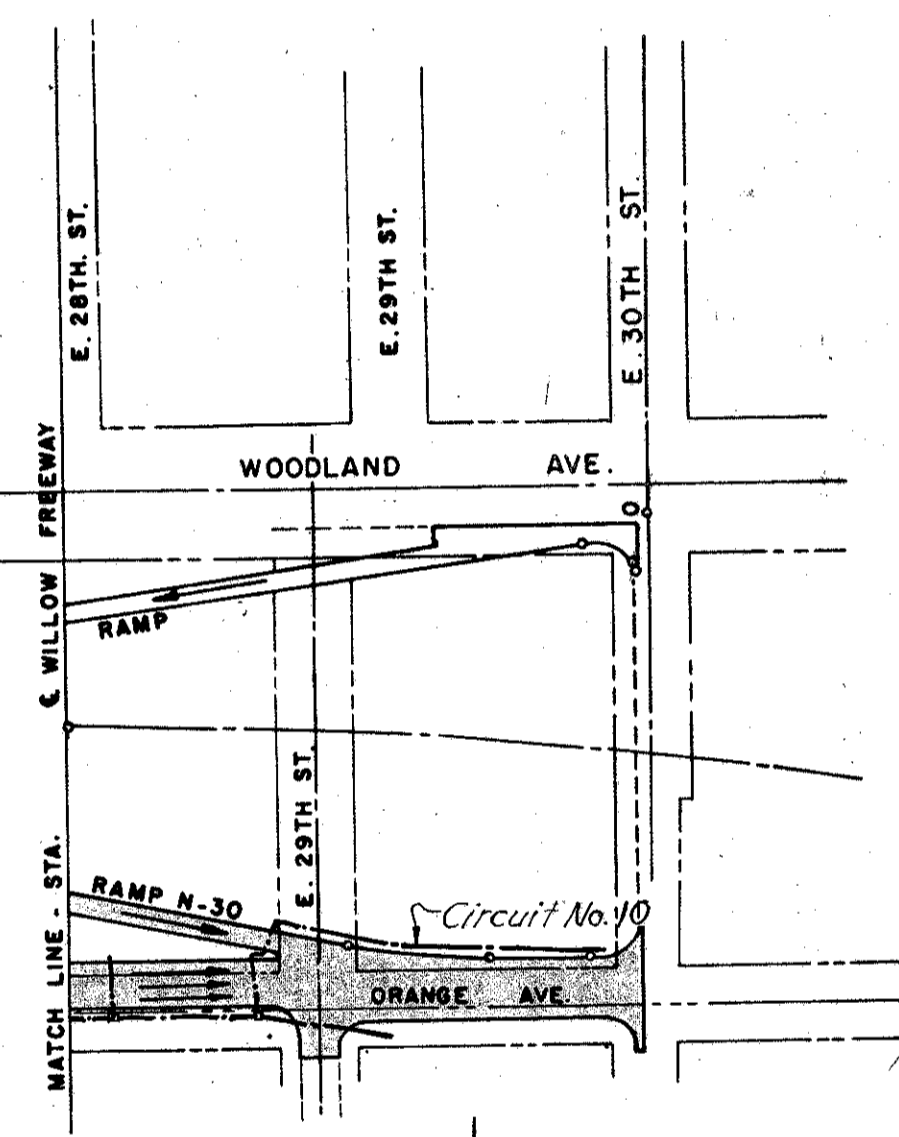 E. 28TH. ST.
E. 29TH ST.
E. 30TH ST.
WOODLAND AVE.
℄ WILLOW FREEWAY
RAMP
E. 29TH ST.
MATCH LINE - STA.
RAMP N-30
Circuit No. 10
ORANGE AVE.